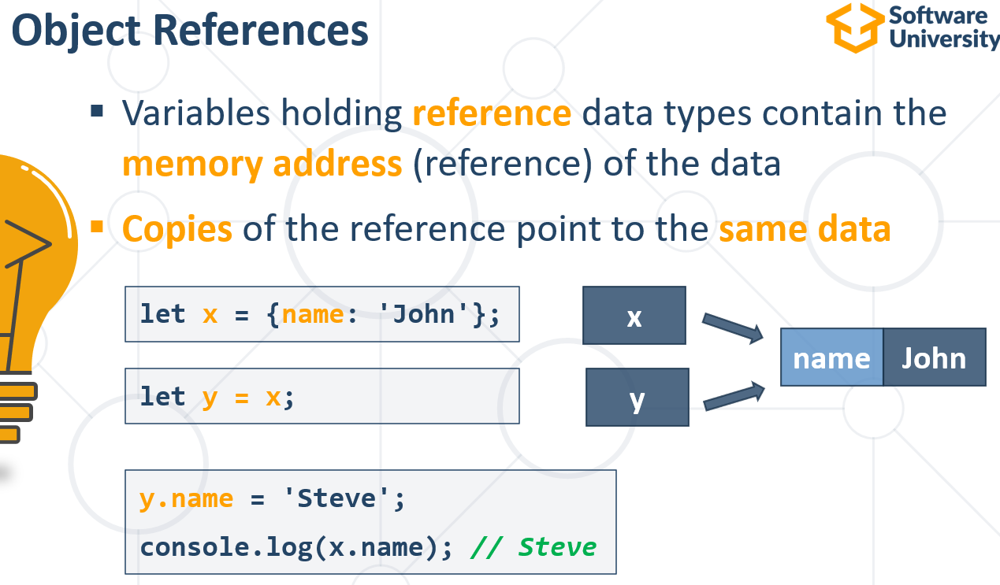 Object References
Software
University
▪ Variables holding reference data types contain the
memory address (reference) of the data
▪ Copies of the reference point to the same data
let x = {name: 'John'};
x
name John
let y = x;
y
y.name = 'Steve';
console.log(x.name); // Steve